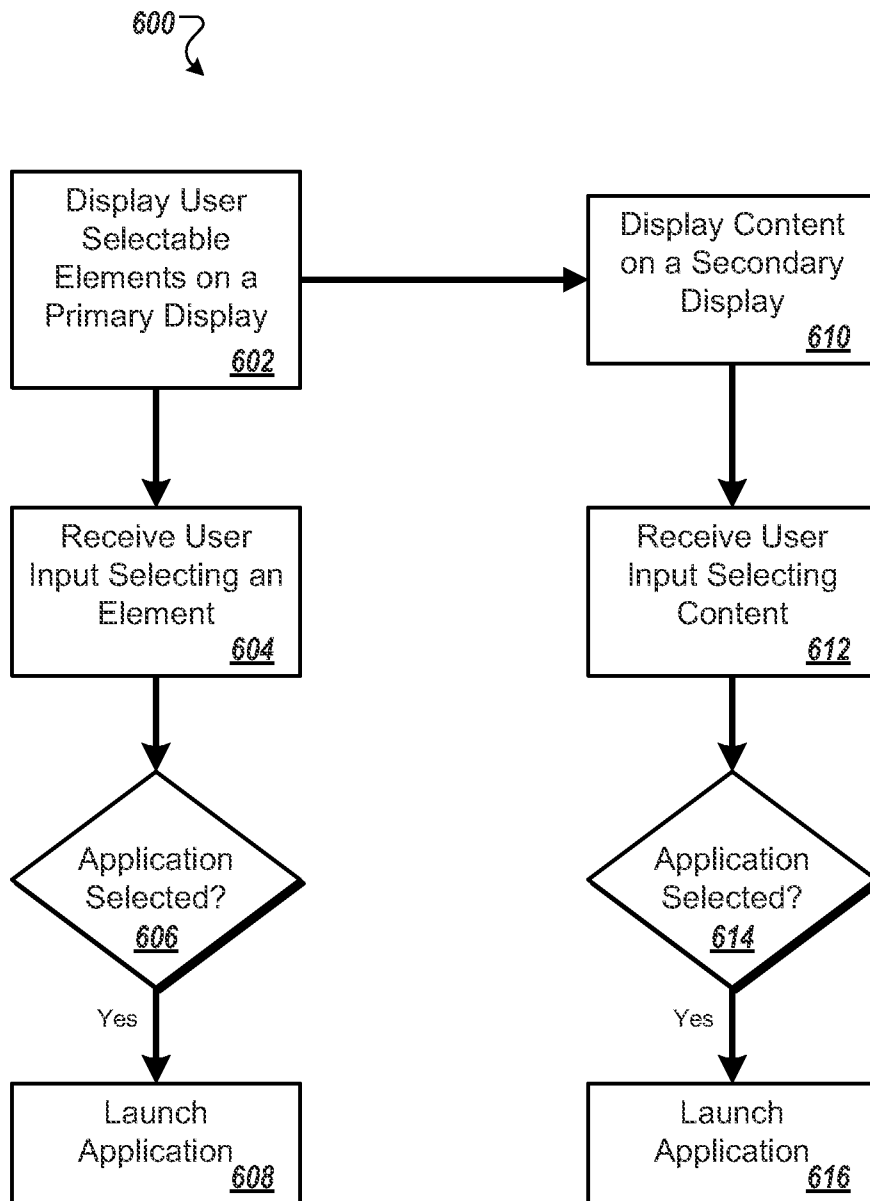 600
Display User
Selectable
Elements on a
Primary Display
602
Display Content
on a Secondary
Display
610
Receive User
Input Selecting an
Element
604
Receive User
Input Selecting
Content
612
Application
Selected?
606
Application
Selected?
614
Yes
Yes
Launch
Application
608
Launch
Application
616